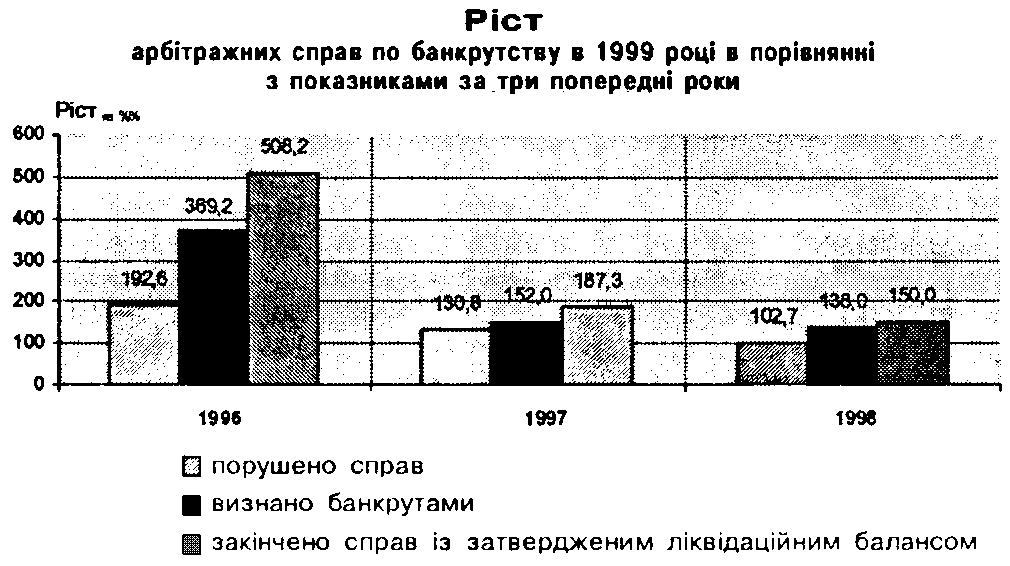 Ріст
арбітражних справ по банкрутству в 1999 році в порівнянні
з показниками за три попередні роки
Ріст в %%
600
500
400
300
200
100
0
508,2
369,2
192,6
130,8
152,0
187,3
102,7
138,0
150,0
1996
1997
1998
порушено справ
визнано банкрутами
закінчено справ із затвердженим ліквідаційним балансом